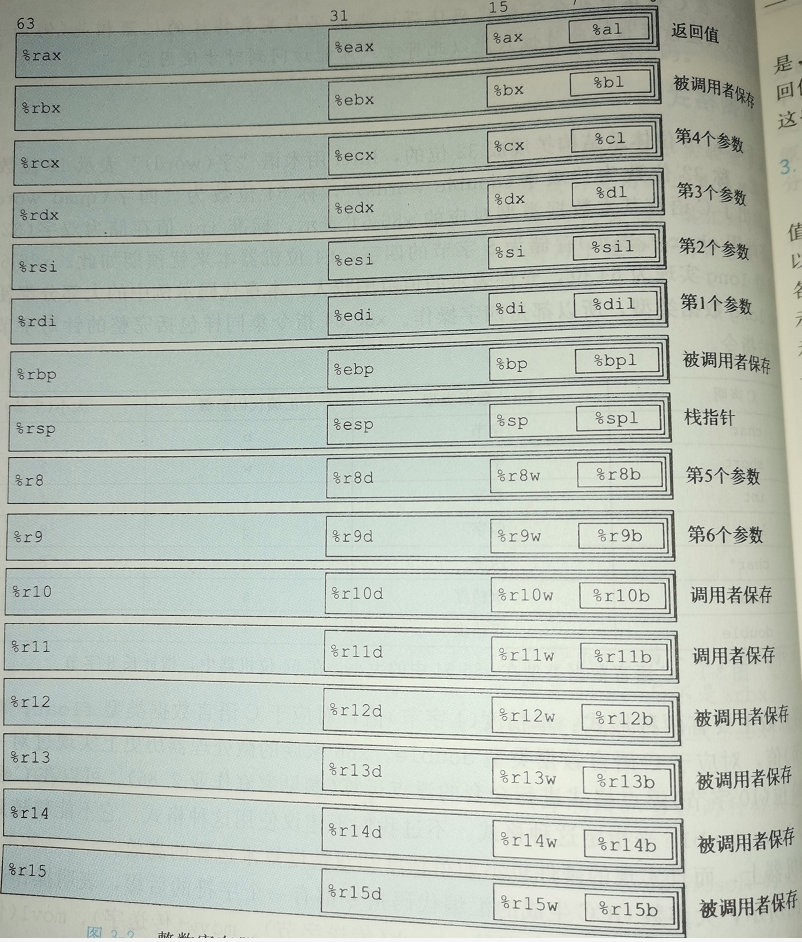 63 31 15
%rax %eax %ax %al 返回值
%rbx %ebx %bx %bl 被调用者保存
%rcx %ecx %cx %cl 第4个参数
%rdx %edx %dx %dl 第3个参数
%rsi %esi %si %sil 第2个参数
%rdi %edi %di %dil 第1个参数
%rbp %ebp %bp %bpl 被调用者保存
%rsp %esp %sp %spl 栈指针
%r8 %r8d %r8w %r8b 第5个参数
%r9 %r9d %r9w %r9b 第6个参数
%r10 %r10d %r10w %r10b 调用者保存
%r11 %r11d %r11w %r11b 调用者保存
%r12 %r12d %r12w %r12b 被调用者保存
%r13 %r13d %r13w %r13b 被调用者保存
%r14 %r14d %r14w %r14b 被调用者保存
%r15 %r15d %r15w %r15b 被调用者保存
图 3-2
是，
回
这
3.
值
以